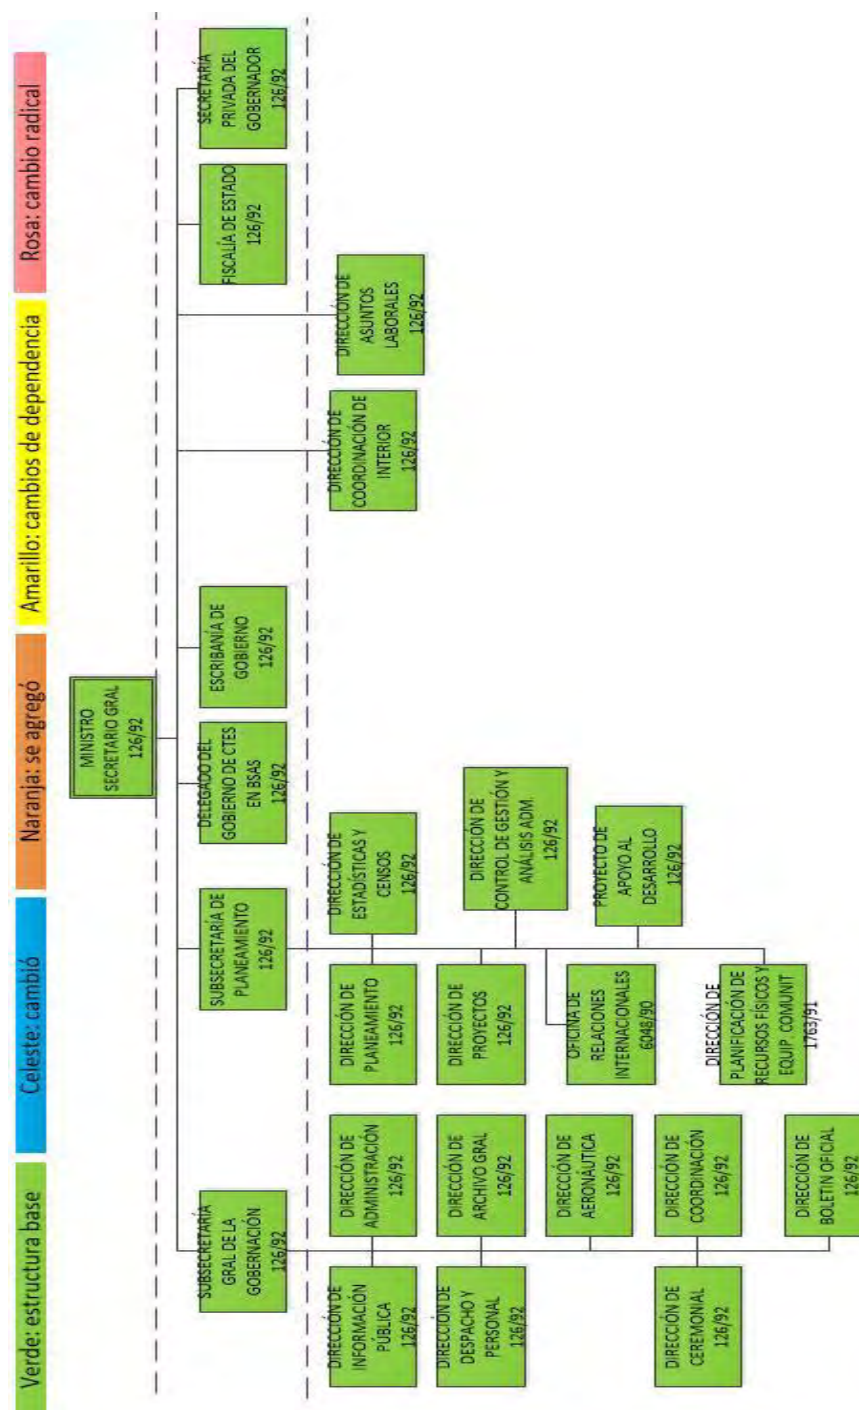 Verde: estructura base
Celeste: cambió
Naranja: se agregó
Amarillo: cambios de dependencia
Rosa: cambio radical
MINISTRO
SECRETARIO GRAL
126/92
SUBSECRETARÍA
GRAL DE LA
GOBERNACIÓN
126/92
SUBSECRETARÍA DE
PLANEAMIENTO
126/92
DELEGADO DEL
GOBIERNO DE CTES
EN BSAS
126/92
ESCRIBANÍA DE
GOBIERNO
126/92
FISCALÍA DE ESTADO
126/92
SECRETARÍA
PRIVADA DEL
GOBERNADOR
126/92
DIRECCIÓN DE
INFORMACIÓN
PÚBLICA
126/92
DIRECCIÓN DE
ADMINISTRACIÓN
126/92
DIRECCIÓN DE
PLANEAMIENTO
126/92
DIRECCIÓN DE
ESTADÍSTICAS Y
CENSOS
126/92
DIRECCIÓN DE
COORDINACIÓN DE
INTERIOR
126/92
DIRECCIÓN DE
ASUNTOS
LABORALES
126/92
DIRECCIÓN DE
DESPACHO Y
PERSONAL
126/92
DIRECCIÓN DE
ARCHIVO GRAL
126/92
DIRECCIÓN DE
PROYECTOS
126/92
DIRECCIÓN DE
CONTROL DE GESTIÓN Y
ANÁLISIS ADM.
126/92
DIRECCIÓN DE
AERONÁUTICA
126/92
OFICINA DE
RELACIONES
INTERNACIONALES
6048/90
PROYECTO DE
APOYO AL
DESARROLLO
126/92
DIRECCIÓN DE
CEREMONIAL
126/92
DIRECCIÓN DE
COORDINACIÓN
126/92
DIRECCIÓN DE
PLANIFICACIÓN DE
RECURSOS FÍSICOS Y
EQUIP. COMUNIT
1763/91
DIRECCIÓN DE
BOLETIN OFICIAL
126/92